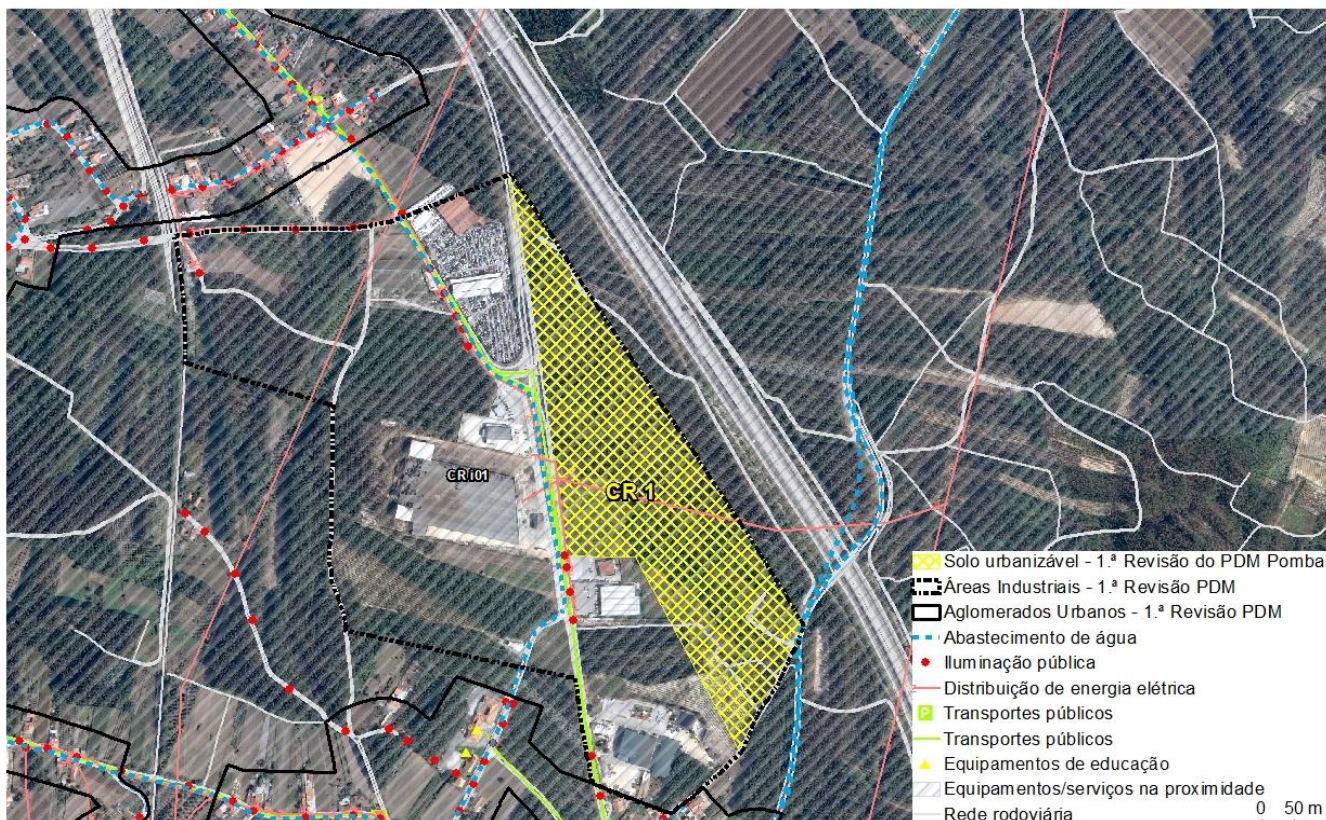 CR i01
CR 1
Solo urbanizável - 1.ª Revisão do PDM Pomba
Áreas Industriais - 1.ª Revisão PDM
Aglomerados Urbanos - 1.ª Revisão PDM
Abastecimento de água
Iluminação pública
Distribuição de energia elétrica
P Transportes públicos
Transportes públicos
Equipamentos de educação
Equipamentos/serviços na proximidade
Rede rodoviária
0 50 m